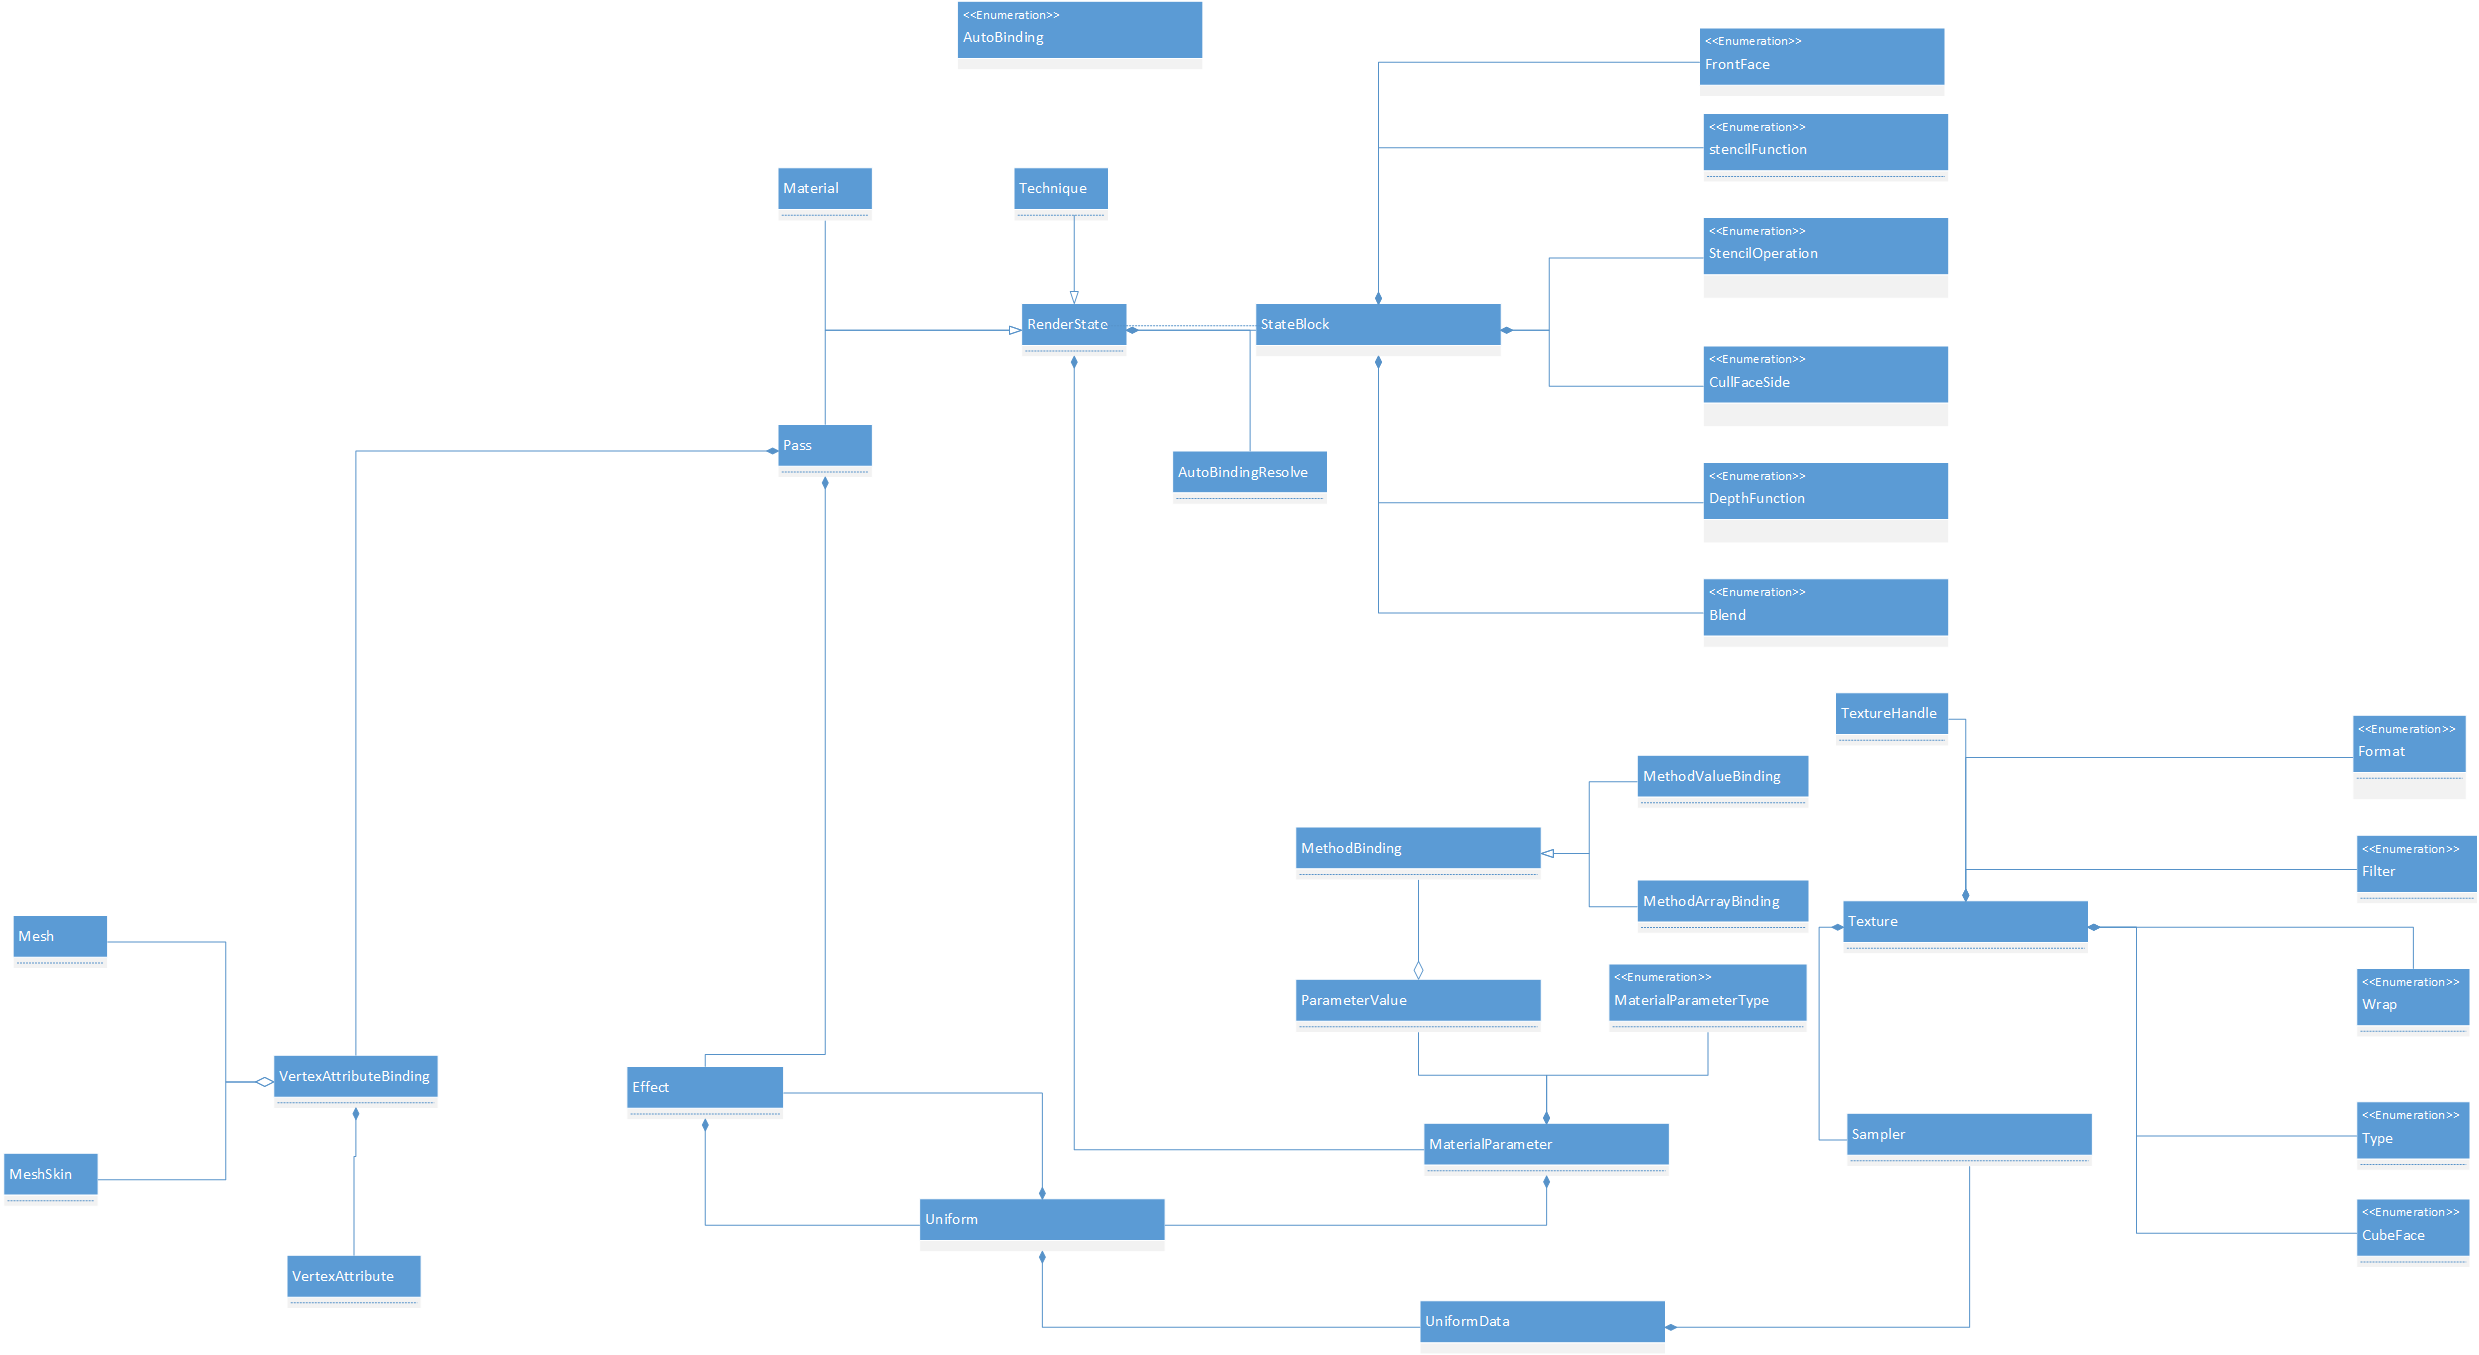 <<Enumeration>>
AutoBinding
<<Enumeration>>
FrontFace
<<Enumeration>>
stencilFunction
Material
Technique
<<Enumeration>>
StencilOperation
RenderState
StateBlock
<<Enumeration>>
CullFaceSide
Pass
AutoBindingResolve
<<Enumeration>>
DepthFunction
<<Enumeration>>
Blend
TextureHandle
<<Enumeration>>
Format
MethodValueBinding
MethodBinding
<<Enumeration>>
Filter
MethodArrayBinding
Texture
Mesh
<<Enumeration>>
MaterialParameterType
ParameterValue
<<Enumeration>>
Wrap
VertexAttributeBinding
Effect
<<Enumeration>>
Type
Sampler
MaterialParameter
MeshSkin
Uniform
<<Enumeration>>
CubeFace
VertexAttribute
UniformData